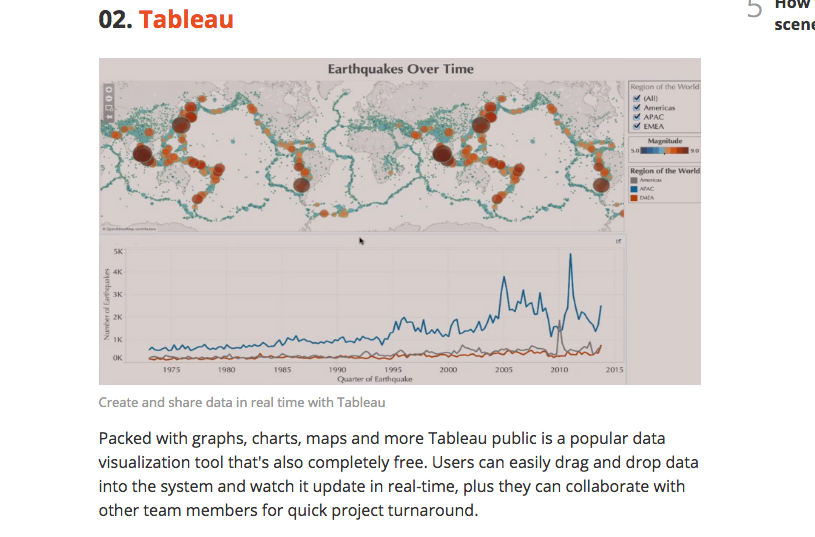 02. Tableau
5
How
scene
Earthquakes Over Time
Region of the World
(All)
Americas
APAC
EMEA
Magnitude
5.0 9.0
Region of the World
Americas
APAC
EMEA
5K
4K
3K
2K
1K
0K
Number of Earthquakes
1975 1980 1985 1990 1995 2000 2005 2010 2015
Quarter of Earthquake
Create and share data in real time with Tableau
Packed with graphs, charts, maps and more Tableau public is a popular data
visualization tool that's also completely free. Users can easily drag and drop data
into the system and watch it update in real-time, plus they can collaborate with
other team members for quick project turnaround.